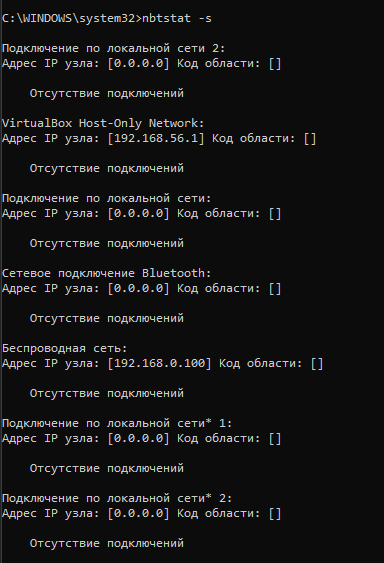 C:\WINDOWS\system32>nbtstat -s
Подключение по локальной сети 2:
Адрес IP узла: [0.0.0.0] Код области: []
Отсутствие подключений
VirtualBox Host-Only Network:
Адрес IP узла: [192.168.56.1] Код области: []
Отсутствие подключений
Подключение по локальной сети:
Адрес IP узла: [0.0.0.0] Код области: []
Отсутствие подключений
Сетевое подключение Bluetooth:
Адрес IP узла: [0.0.0.0] Код области: []
Отсутствие подключений
Беспроводная сеть:
Адрес IP узла: [192.168.0.100] Код области: []
Отсутствие подключений
Подключение по локальной сети* 1:
Адрес IP узла: [0.0.0.0] Код области: []
Отсутствие подключений
Подключение по локальной сети* 2:
Адрес IP узла: [0.0.0.0] Код области: []
Отсутствие подключений